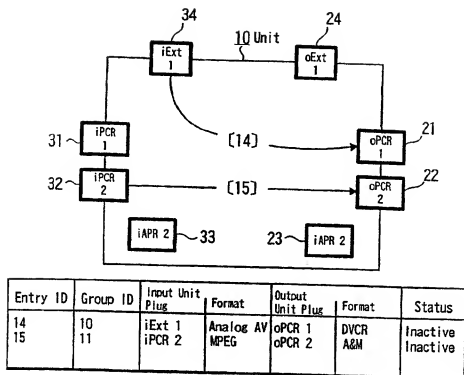 34
24
iExt
1
10 Unit
oExt
1
31
iPCR
1
[14]
oPCR
1
21
32
iPCR
2
[15]
oPCR
2
22
iAPR 2
33
23
iAPR 2
Entry ID Group ID Input Unit Plug Format Output Unit Plug Format Status
14 10 iExt 1 Analog AV oPCR 1 DVCR Inactive
15 11 iPCR 2 MPEG oPCR 2 A&M Inactive